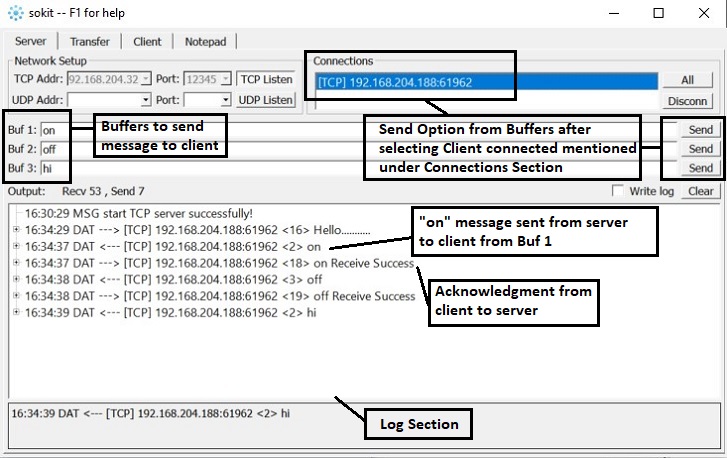 sokit -- F1 for help
Server Transfer Client Notepad
Network Setup
Connections
TCP Addr: 92.168.204.32 Port: 12345 TCP Listen
[TCP] 192.168.204.188:61962
All
UDP Addr: Port: UDP Listen
Disconn
Buf 1: on
Send
Buf 2: off
Send
Buf 3: hi
Send
Buffers to send
message to client
Send Option from Buffers after
selecting Client connected mentioned
under Connections Section
Output: Recv 53 , Send 7
Write log Clear
16:30:29 MSG start TCP server successfully!
16:34:29 DAT ---> [TCP] 192.168.204.188:61962 <16> Hello...........
16:34:37 DAT <--- [TCP] 192.168.204.188:61962 <2> on
16:34:37 DAT ---> [TCP] 192.168.204.188:61962 <18> on Receive Success
16:34:38 DAT <--- [TCP] 192.168.204.188:61962 <3> off
16:34:38 DAT ---> [TCP] 192.168.204.188:61962 <19> off Receive Success
16:34:39 DAT <--- [TCP] 192.168.204.188:61962 <2> hi
"on" message sent from server
to client from Buf 1
Acknowledgment from
client to server
16:34:39 DAT <--- [TCP] 192.168.204.188:61962 <2> hi
Log Section